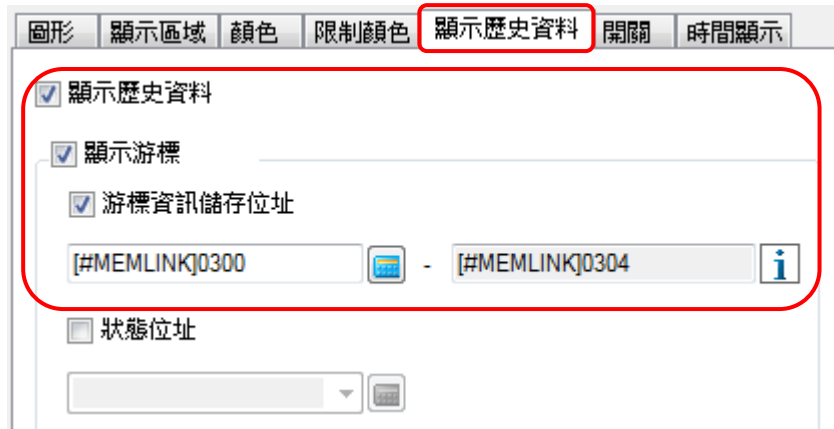 圖形 顯示區域 顏色 限制顏色 顯示歷史資料 開關 時間顯示
顯示歷史資料
顯示游標
游標資訊儲存位址
[#MEMLINK]0300 - [#MEMLINK]0304 i
狀態位址